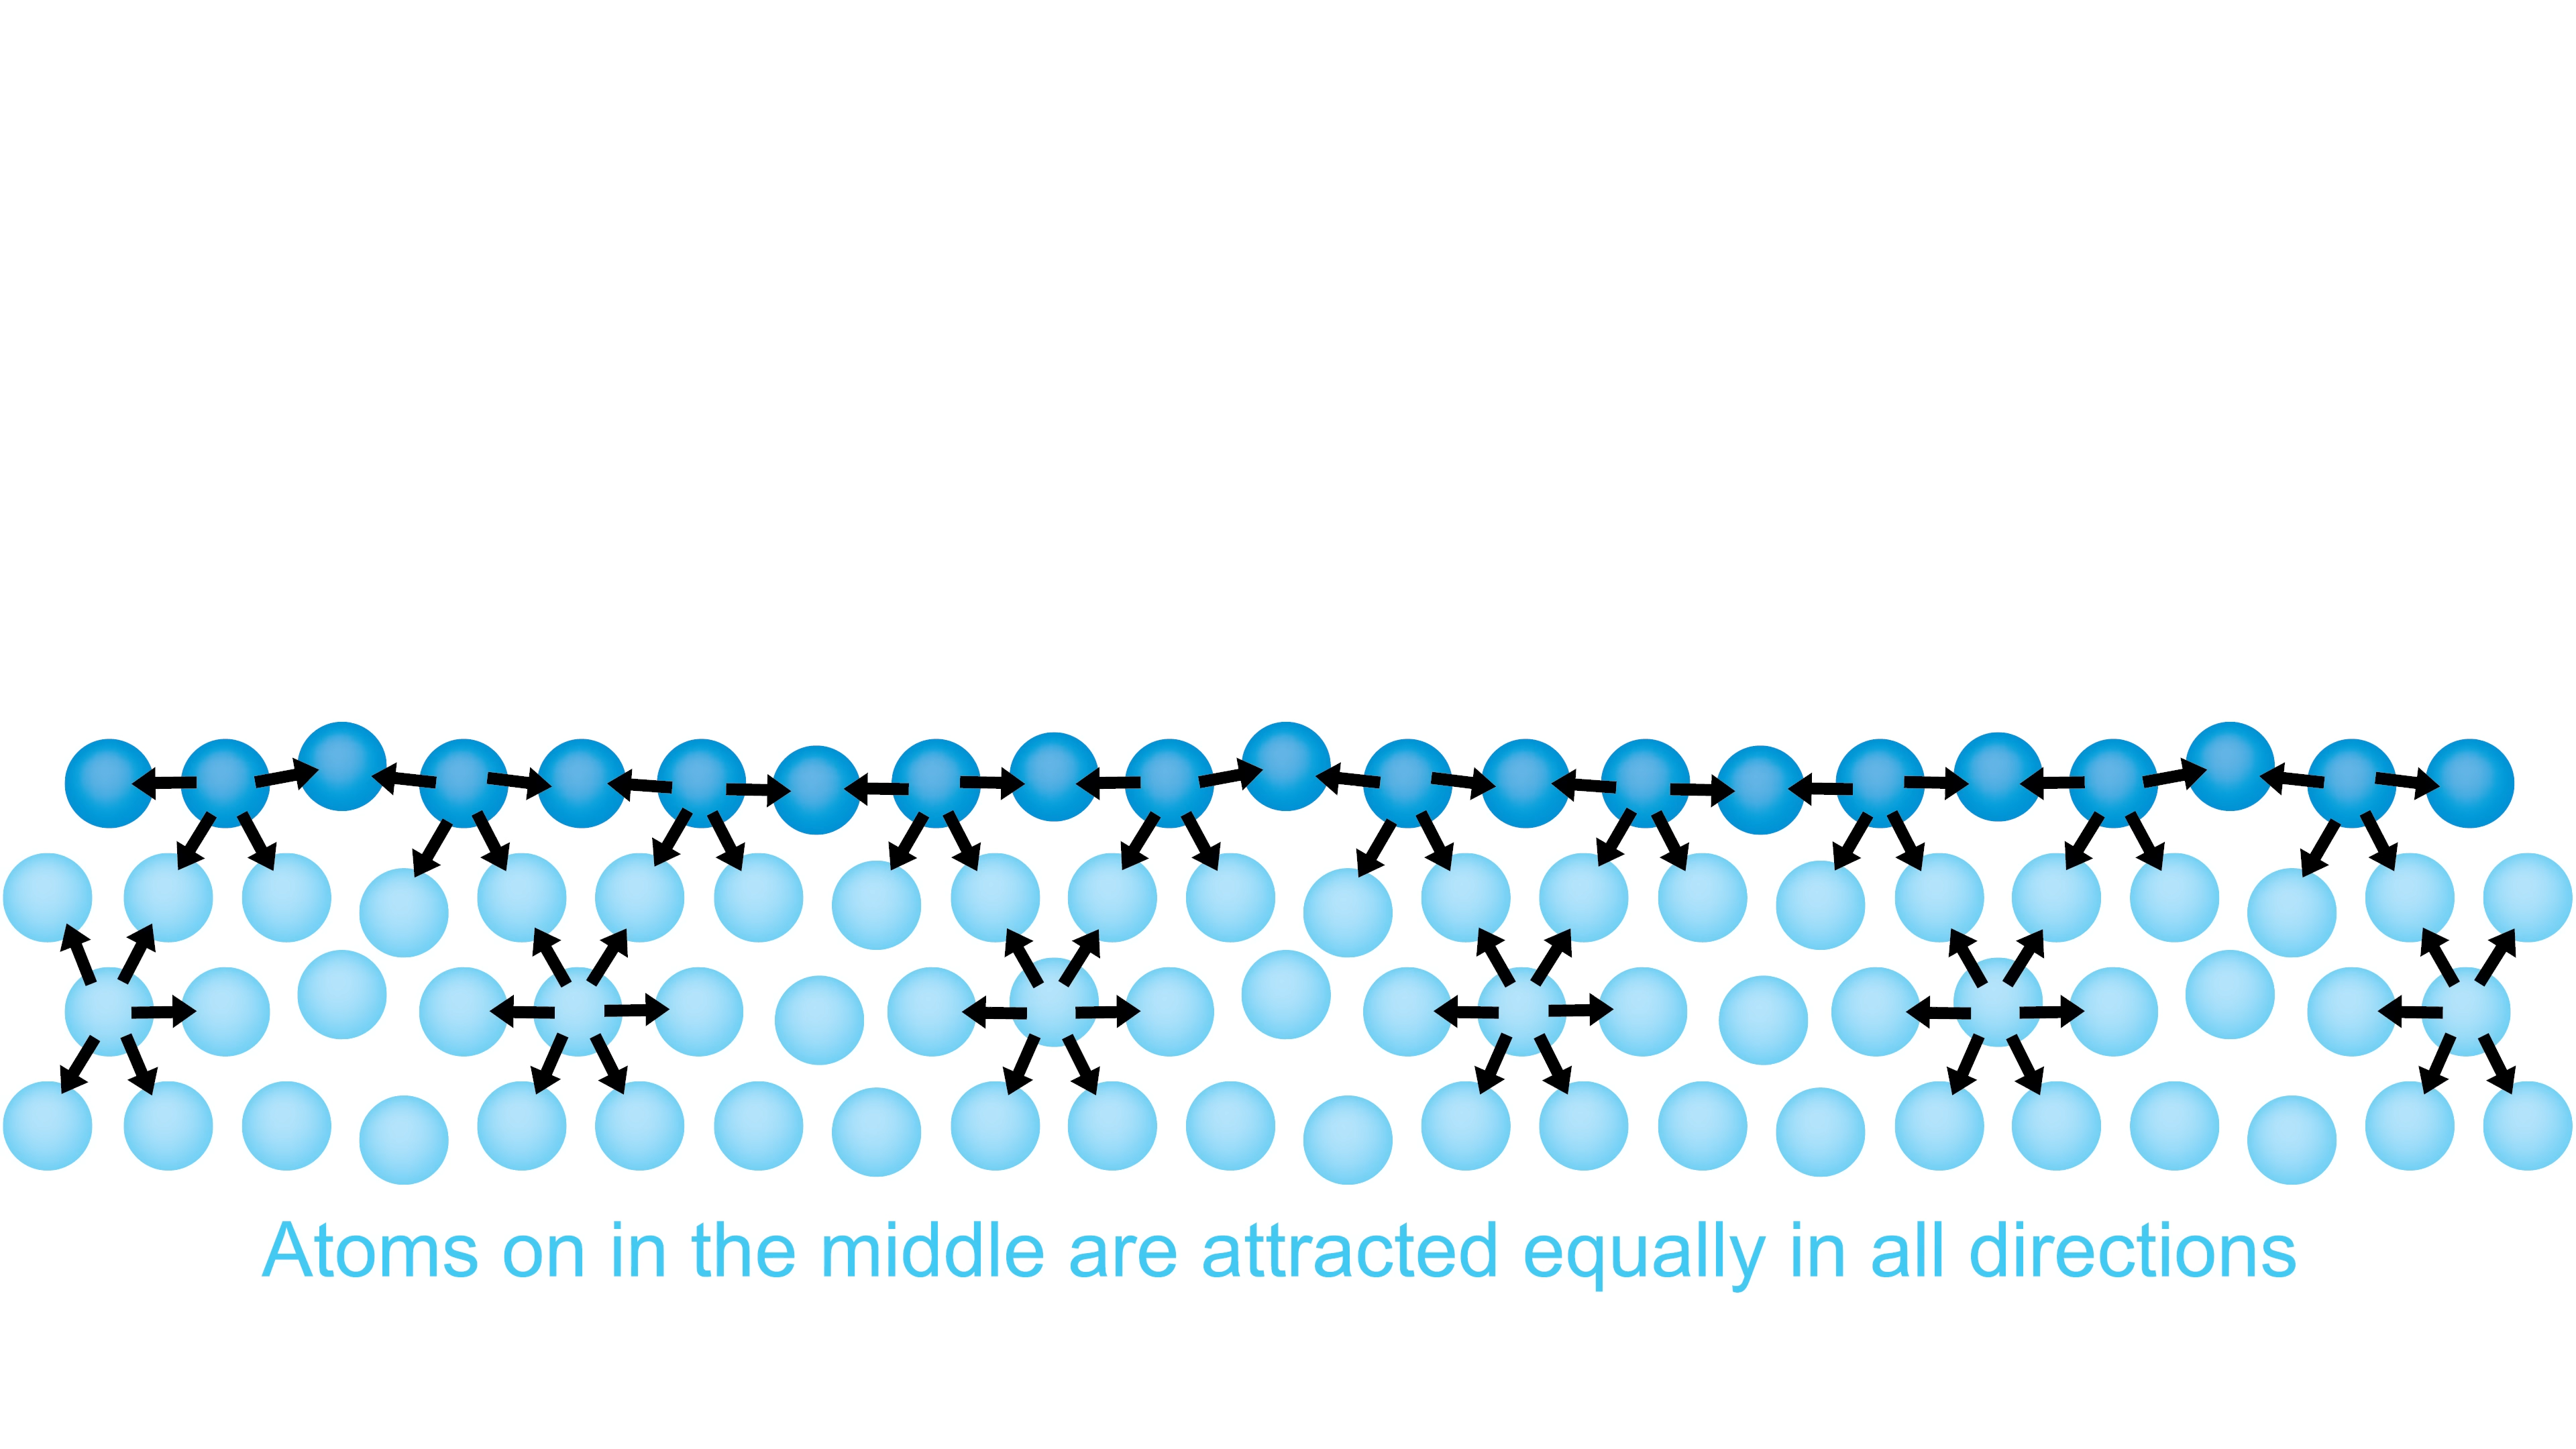 Atoms on in the middle are attracted equally in all directions